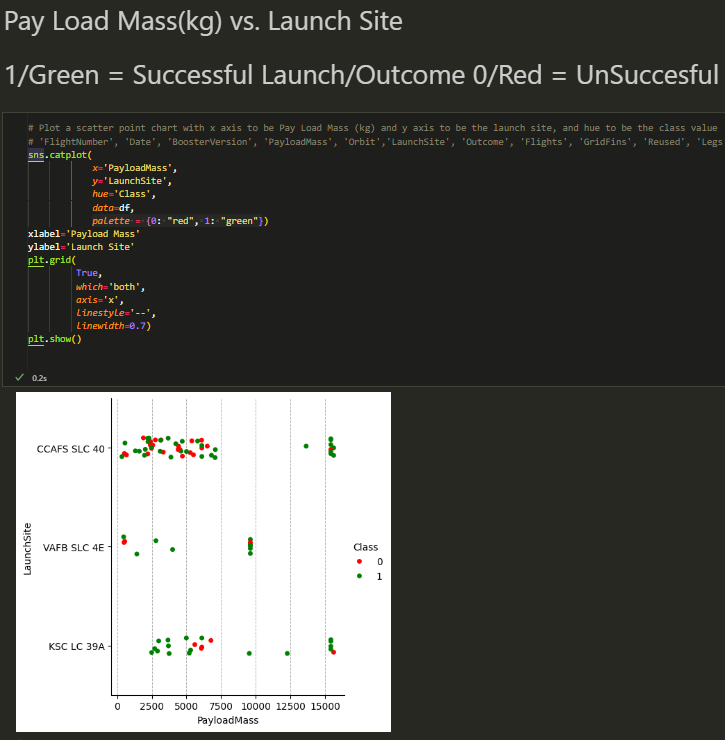 Pay Load Mass(kg) vs. Launch Site
1/Green = Successful Launch/Outcome 0/Red = UnSuccesful
# Plot a scatter point chart with x axis to be Pay Load Mass (kg) and y axis to be the launch site, and hue to be the class value
# 'FlightNumber', 'Date', 'BoosterVersion', 'PayloadMass', 'Orbit','LaunchSite', 'Outcome', 'Flights', 'GridFins', 'Reused', 'Legs
sns.catplot(
x='PayloadMass',
y='LaunchSite',
hue='Class',
data=df,
palette = {0: "red", 1: "green"})
xlabel='Payload Mass'
ylabel='Launch Site'
plt.grid(
True,
which='both',
axis='x',
linestyle='--',
linewidth=0.7)
plt.show()
0.2s
CCAFS SLC 40
VAFB SLC 4E
KSC LC 39A
LaunchSite
Class
0
1
0 2500 5000 7500 10000 12500 15000
PayloadMass